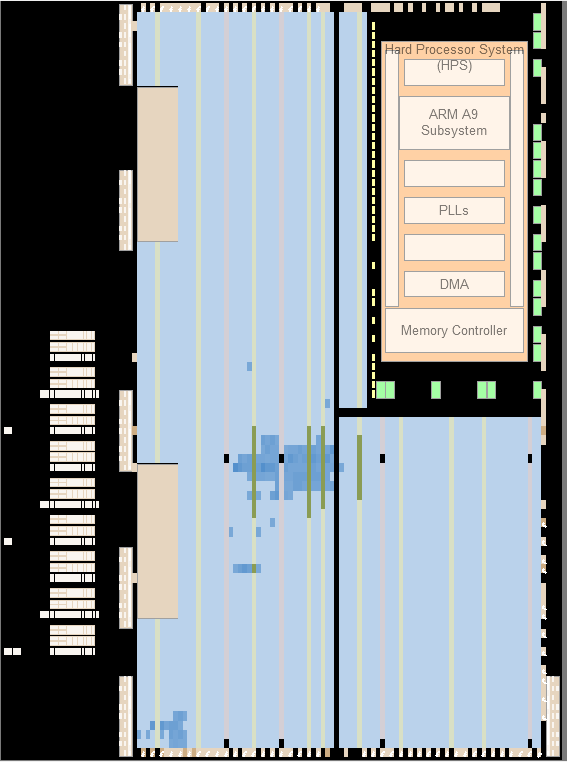 Hard Processor System
(HPS)
ARM A9
Subsystem
PLLs
DMA
Memory Controller